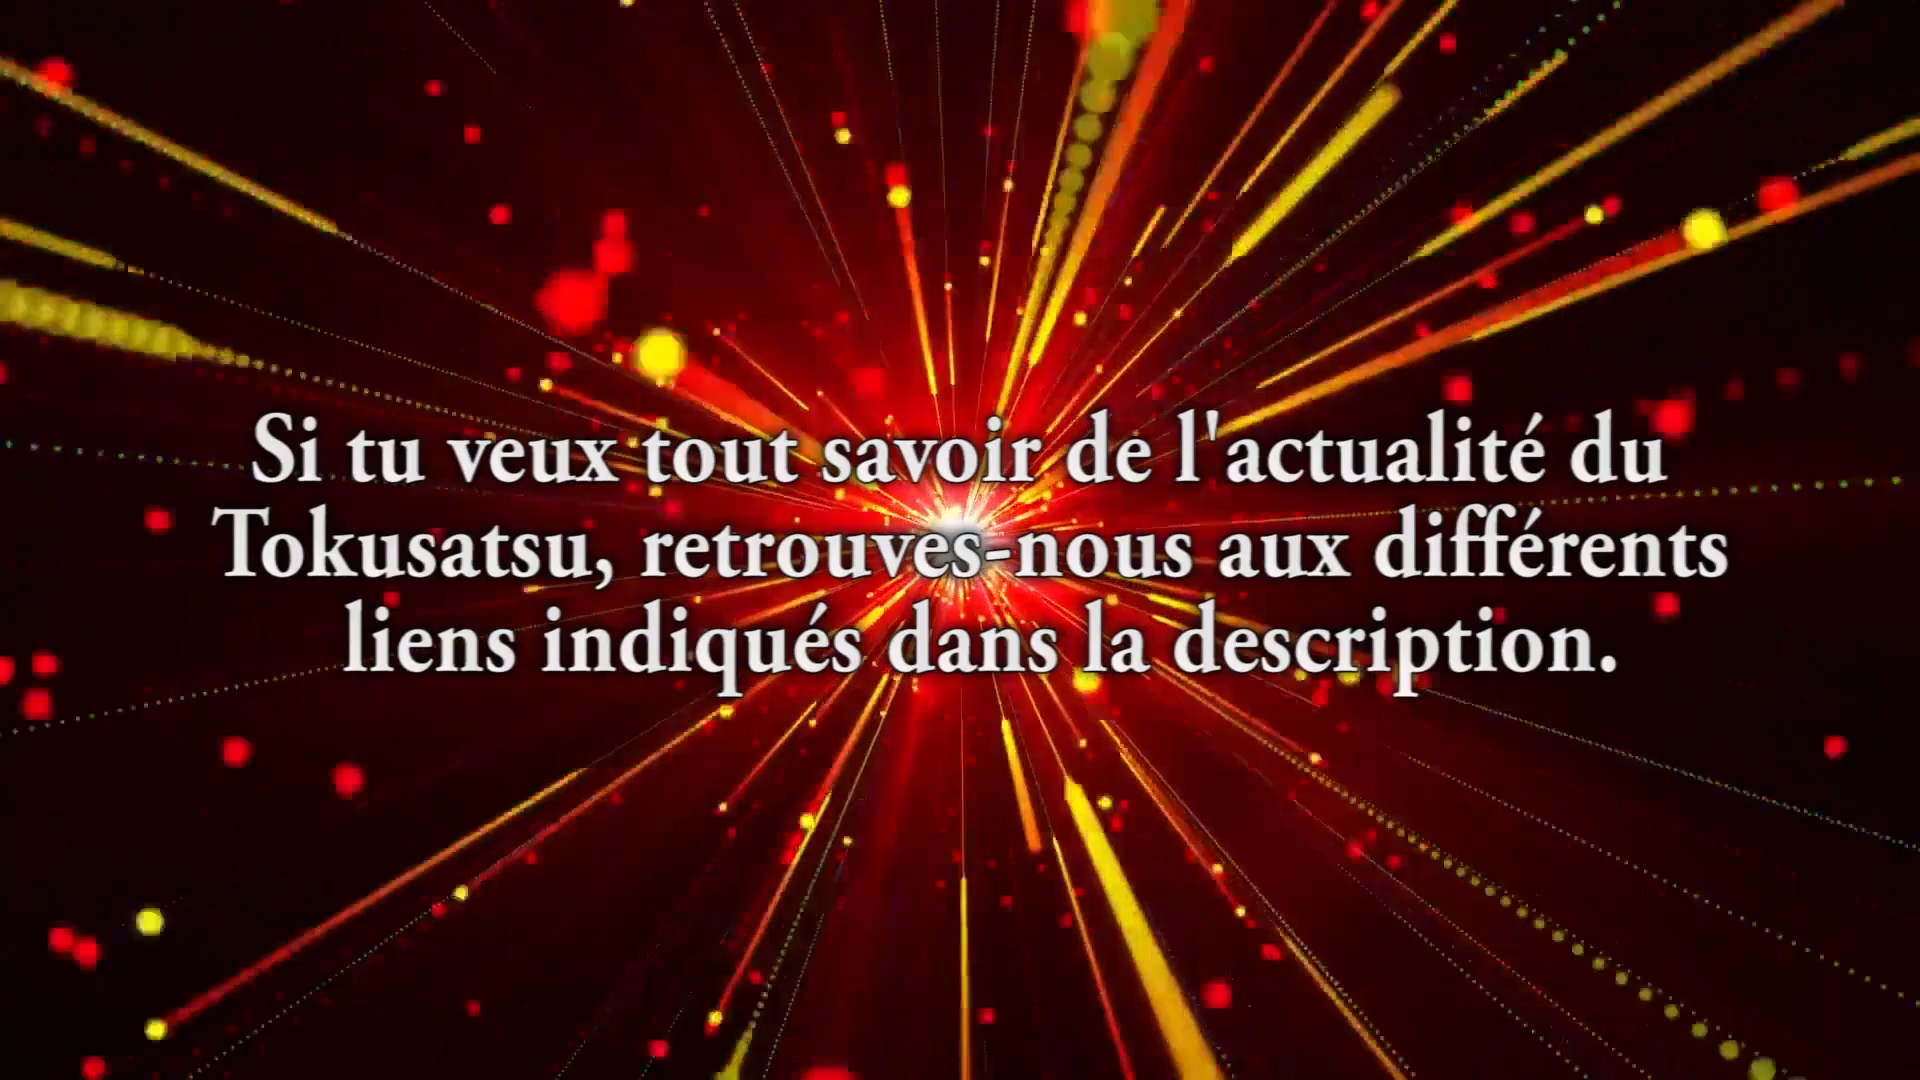 Si tu veux tout savoir de l'actualité du
Tokusatsu, retrouves-nous aux différents
liens indiqués dans la description.